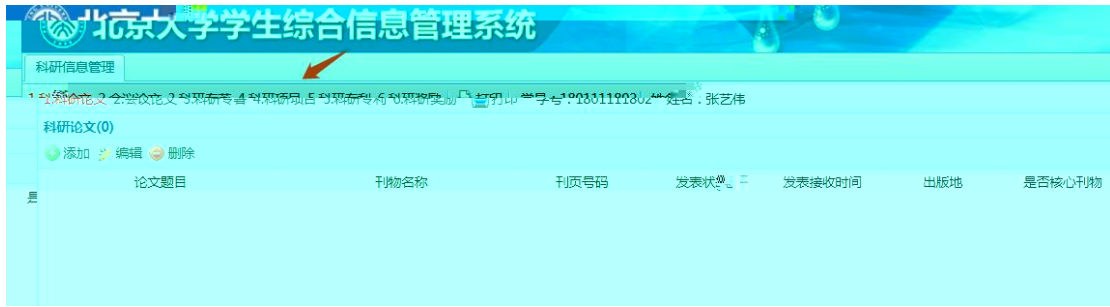 北京大学学生综合信息管理系统
科研信息管理
1.科研论文 2.会议论文 3.科研专著 4.科研项目 5.科研专利 6.科研奖励 打印 学号:1801111802 姓名:张艺伟
科研论文(0)
添加 编辑 删除
论文题目 刊物名称 刊页号码 发表状 发表接收时间 出版地 是否核心刊物
是